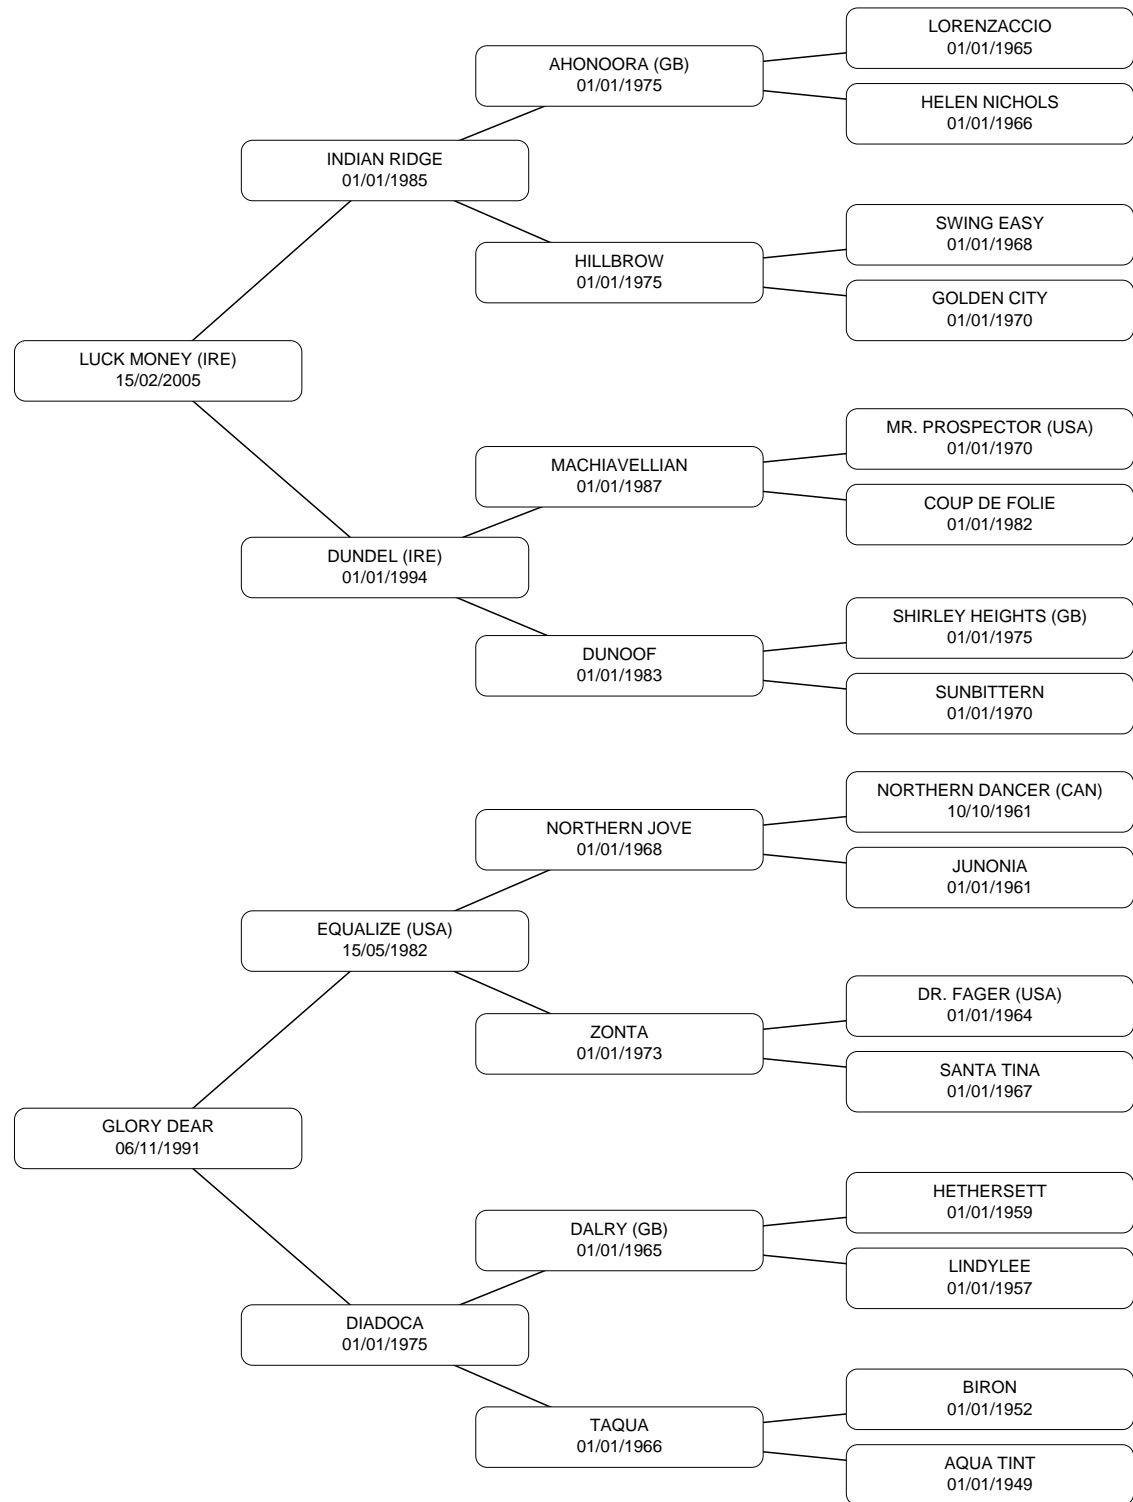 LORENZACCIO
01/01/1965
AHONOORA (GB)
01/01/1975
HELEN NICHOLS
01/01/1966
INDIAN RIDGE
01/01/1985
SWING EASY
01/01/1968
HILLBROW
01/01/1975
GOLDEN CITY
01/01/1970
LUCK MONEY (IRE)
15/02/2005
MR. PROSPECTOR (USA)
01/01/1970
MACHIAVELLIAN
01/01/1987
COUP DE FOLIE
01/01/1982
DUNDEL (IRE)
01/01/1994
SHIRLEY HEIGHTS (GB)
01/01/1975
DUNOOF
01/01/1983
SUNBITTERN
01/01/1970
NORTHERN DANCER (CAN)
10/10/1961
NORTHERN JOVE
01/01/1968
JUNONIA
01/01/1961
EQUALIZE (USA)
15/05/1982
DR. FAGER (USA)
01/01/1964
ZONTA
01/01/1973
SANTA TINA
01/01/1967
GLORY DEAR
06/11/1991
HETHERSETT
01/01/1959
DALRY (GB)
01/01/1965
LINDYLEE
01/01/1957
DIADOCA
01/01/1975
BIRON
01/01/1952
TAQUA
01/01/1966
AQUA TINT
01/01/1949